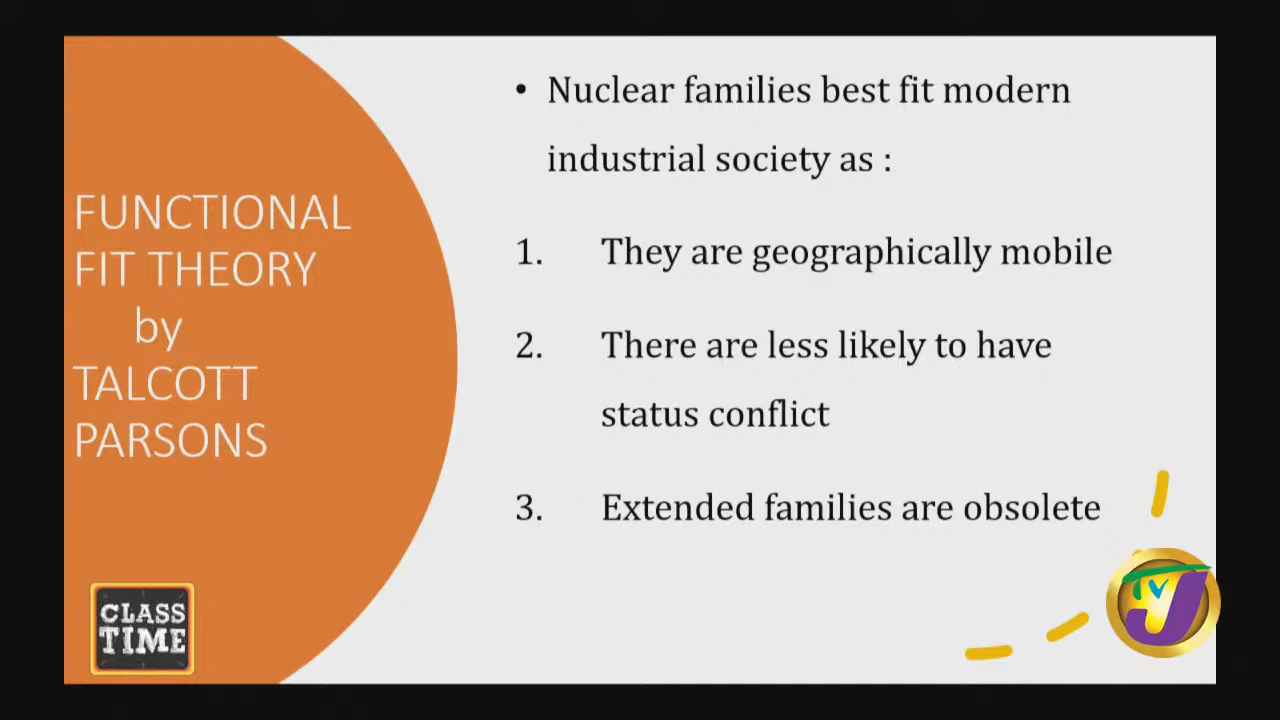 FUNCTIONAL
FIT THEORY
by
TALCOTT
PARSONS
• Nuclear families best fit modern
industrial society as :
1. They are geographically mobile
2. There are less likely to have
status conflict
3. Extended families are obsolete
CLASS
TIME
TVJ